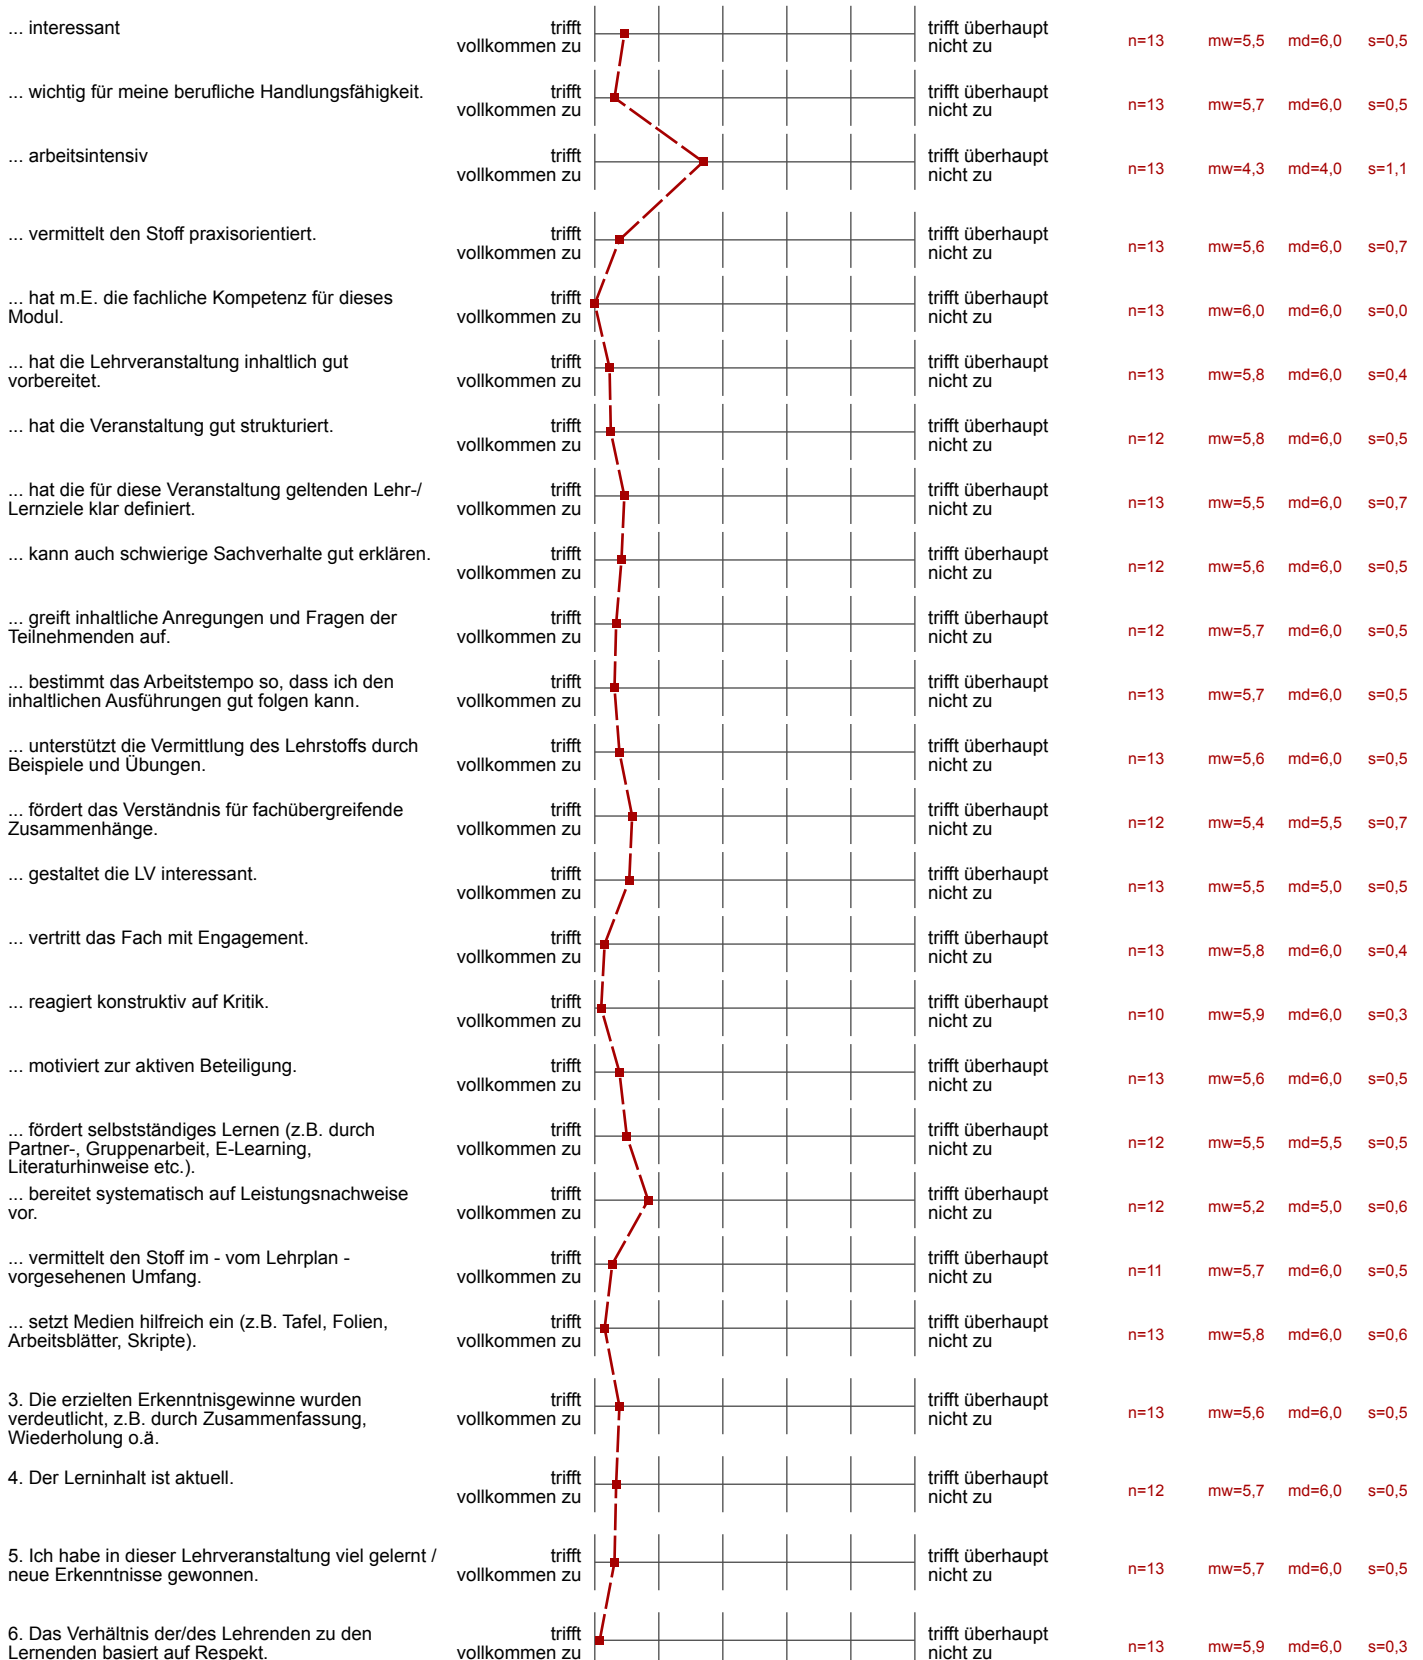 ... interessant
trifft
vollkommen zu
trifft überhaupt
nicht zu
n=13 mw=5,5 md=6,0 s=0,5
... wichtig für meine berufliche Handlungsfähigkeit.
trifft
vollkommen zu
trifft überhaupt
nicht zu
n=13 mw=5,7 md=6,0 s=0,5
... arbeitsintensiv
trifft
vollkommen zu
trifft überhaupt
nicht zu
n=13 mw=4,3 md=4,0 s=1,1
... vermittelt den Stoff praxisorientiert.
trifft
vollkommen zu
trifft überhaupt
nicht zu
n=13 mw=5,6 md=6,0 s=0,7
... hat m.E. die fachliche Kompetenz für dieses
Modul.
trifft
vollkommen zu
trifft überhaupt
nicht zu
n=13 mw=6,0 md=6,0 s=0,0
... hat die Lehrveranstaltung inhaltlich gut
vorbereitet.
trifft
vollkommen zu
trifft überhaupt
nicht zu
n=13 mw=5,8 md=6,0 s=0,4
... hat die Veranstaltung gut strukturiert.
trifft
vollkommen zu
trifft überhaupt
nicht zu
n=12 mw=5,8 md=6,0 s=0,5
... hat die für diese Veranstaltung geltenden Lehr-/
Lernziele klar definiert.
trifft
vollkommen zu
trifft überhaupt
nicht zu
n=13 mw=5,5 md=6,0 s=0,7
... kann auch schwierige Sachverhalte gut erklären.
trifft
vollkommen zu
trifft überhaupt
nicht zu
n=12 mw=5,6 md=6,0 s=0,5
... greift inhaltliche Anregungen und Fragen der
Teilnehmenden auf.
trifft
vollkommen zu
trifft überhaupt
nicht zu
n=12 mw=5,7 md=6,0 s=0,5
... bestimmt das Arbeitstempo so, dass ich den
inhaltlichen Ausführungen gut folgen kann.
trifft
vollkommen zu
trifft überhaupt
nicht zu
n=13 mw=5,7 md=6,0 s=0,5
... unterstützt die Vermittlung des Lehrstoffs durch
Beispiele und Übungen.
trifft
vollkommen zu
trifft überhaupt
nicht zu
n=13 mw=5,6 md=6,0 s=0,5
... fördert das Verständnis für fachübergreifende
Zusammenhänge.
trifft
vollkommen zu
trifft überhaupt
nicht zu
n=12 mw=5,4 md=5,5 s=0,7
... gestaltet die LV interessant.
trifft
vollkommen zu
trifft überhaupt
nicht zu
n=13 mw=5,5 md=5,0 s=0,5
... vertritt das Fach mit Engagement.
trifft
vollkommen zu
trifft überhaupt
nicht zu
n=13 mw=5,8 md=6,0 s=0,4
... reagiert konstruktiv auf Kritik.
trifft
vollkommen zu
trifft überhaupt
nicht zu
n=10 mw=5,9 md=6,0 s=0,3
... motiviert zur aktiven Beteiligung.
trifft
vollkommen zu
trifft überhaupt
nicht zu
n=13 mw=5,6 md=6,0 s=0,5
... fördert selbstständiges Lernen (z.B. durch
Partner-, Gruppenarbeit, E-Learning,
Literaturhinweise etc.).
trifft
vollkommen zu
trifft überhaupt
nicht zu
n=12 mw=5,5 md=5,5 s=0,5
... bereitet systematisch auf Leistungsnachweise
vor.
trifft
vollkommen zu
trifft überhaupt
nicht zu
n=12 mw=5,2 md=5,0 s=0,6
... vermittelt den Stoff im - vom Lehrplan -
vorgesehenen Umfang.
trifft
vollkommen zu
trifft überhaupt
nicht zu
n=11 mw=5,7 md=6,0 s=0,5
... setzt Medien hilfreich ein (z.B. Tafel, Folien,
Arbeitsblätter, Skripte).
trifft
vollkommen zu
trifft überhaupt
nicht zu
n=13 mw=5,8 md=6,0 s=0,6
3. Die erzielten Erkenntnisgewinne wurden
verdeutlicht, z.B. durch Zusammenfassung,
Wiederholung o.ä.
trifft
vollkommen zu
trifft überhaupt
nicht zu
n=13 mw=5,6 md=6,0 s=0,5
4. Der Lerninhalt ist aktuell.
trifft
vollkommen zu
trifft überhaupt
nicht zu
n=12 mw=5,7 md=6,0 s=0,5
5. Ich habe in dieser Lehrveranstaltung viel gelernt /
neue Erkenntnisse gewonnen.
trifft
vollkommen zu
trifft überhaupt
nicht zu
n=13 mw=5,7 md=6,0 s=0,5
6. Das Verhältnis der/des Lehrenden zu den
Lernenden basiert auf Respekt.
trifft
vollkommen zu
trifft überhaupt
nicht zu
n=13 mw=5,9 md=6,0 s=0,3